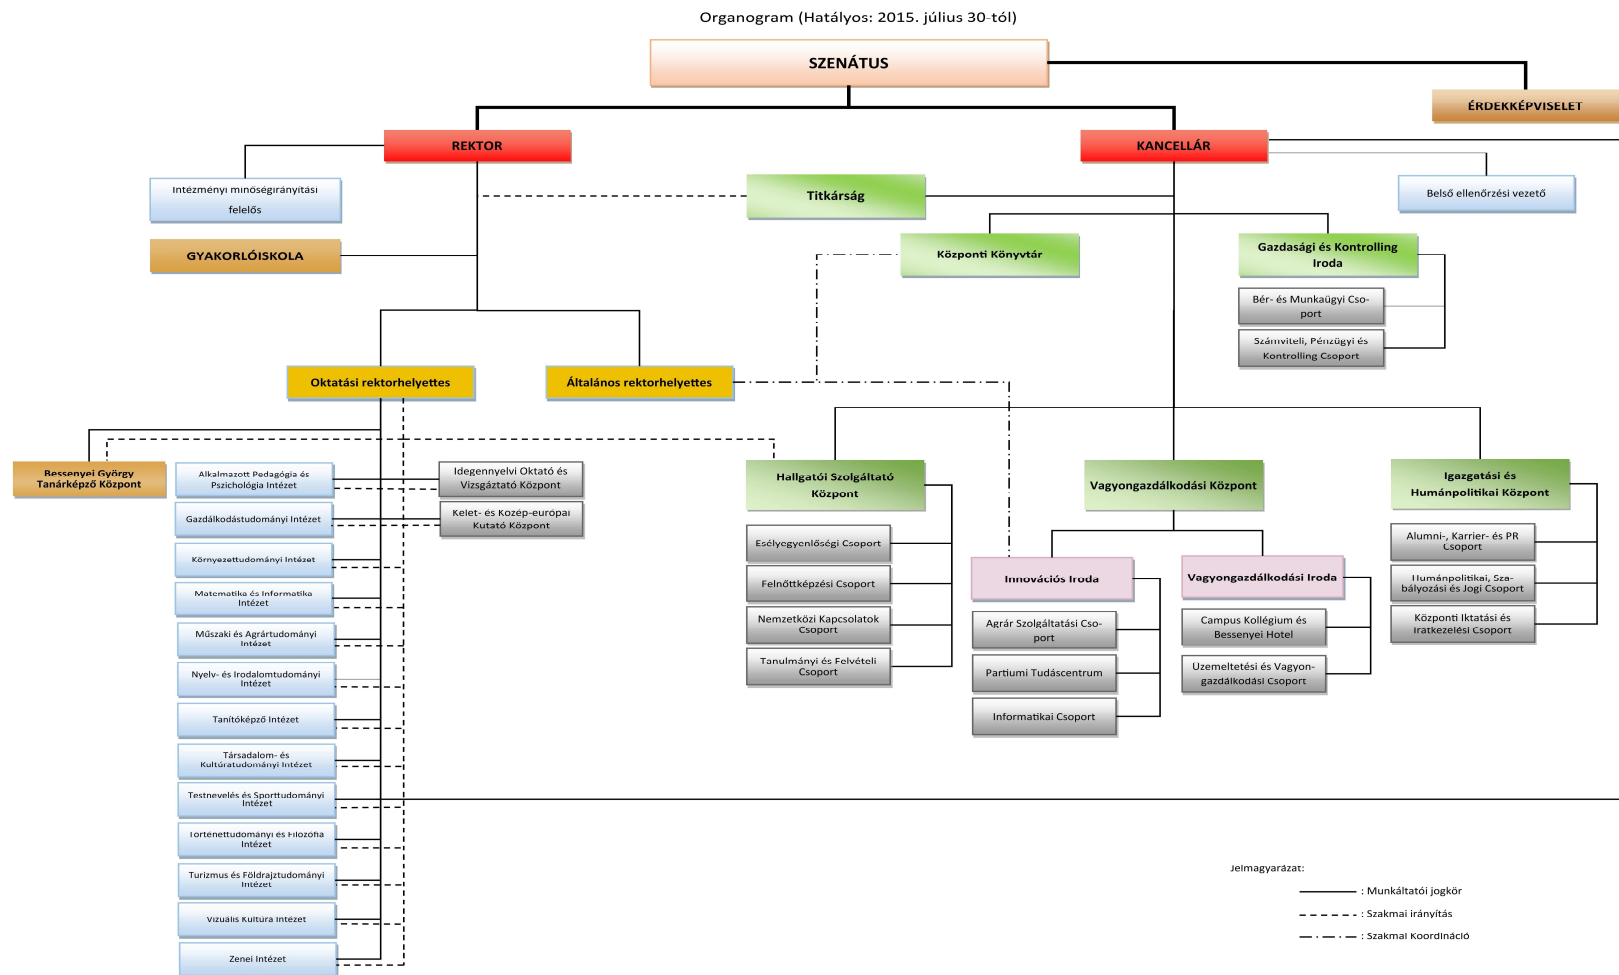 Organogram (Hatályos: 2015. július 30-tól)
SZENÁTUS
ÉRDEKKÉPVISELET
REKTOR
KANCELLÁR
Intézményi minőségirányítási
felelős
Titkárság
Belső ellenőrzési vezető
GYAKORLÓISKOLA
Központi Könyvtár
Gazdasági és Kontrolling
Iroda
Bér- és Munkaügyi Cso-
port
Számviteli, Pénzügyi és
Kontrolling Csoport
Oktatási rektorhelyettes
Általános rektorhelyettes
Bessenyei György
Tanárképző Központ
Alkalmazott Pedagógia és
Pszichológia Intézet
Idegennyelvi Oktató és
Vizsgáztató Központ
Gazdálkodástudományi Intézet
Kelet- és Közép-európai
Kutató Központ
Környezettudományi Intézet
Matematika és Informatika
Intézet
Műszaki és Agrártudományi
Intézet
Nyelv- és Irodalomtudományi
Intézet
Tanítóképző Intézet
Társadalom- és
Kultúratudományi Intézet
Testnevelés és Sporttudományi
Intézet
Történettudományi és Filozófia
Intézet
Turizmus és Földrajztudományi
Intézet
Vizuális Kultúra Intézet
Zenei Intézet
Hallgatói Szolgáltató
Központ
Esélyegyenlőségi Csoport
Felnőttképzési Csoport
Nemzetközi Kapcsolatok
Csoport
Tanulmányi és Felvételi
Csoport
Vagyongazdálkodási Központ
Innovációs Iroda
Agrár Szolgáltatási Cso-
port
Partiumi Tudáscentrum
Informatikai Csoport
Vagyongazdálkodási Iroda
Campus Kollégium és
Bessenyei Hotel
Üzemeltetési és Vagyon-
gazdálkodási Csoport
Igazgatási és
Humánpolitikai Központ
Alumni-, Karrier- és PR
Csoport
Humánpolitikai, Sza-
bályozási és Jogi Csoport
Központi Iktatási és
Iratkezelési Csoport
Jelmagyarázat:
: Munkáltatói jogkör
: Szakmai irányítás
: Szakmai Koordináció